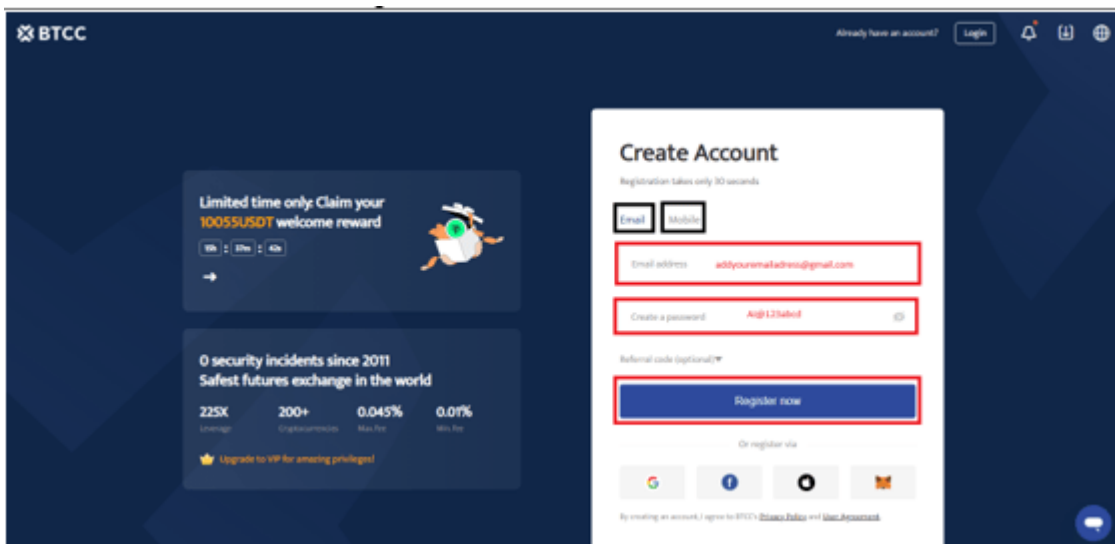 BTCC
Already have an account? Login
Create Account
Registration takes only 30 seconds
Email Mobile
Email address addyouremailadress@gmail.com
Create a password
Referral code (optional)
Register now
Or register via
By creating an account, I agree to BTCC's Privacy Policy and User Agreement.
Limited time only: Claim your
10055USDT welcome reward
15h : 37m : 42s
0 security incidents since 2011
Safest futures exchange in the world
225X 200+ 0.045% 0.01%
Leverage Cryptocurrencies Max.fee Min.fee
Upgrade to VIP for amazing privileges!